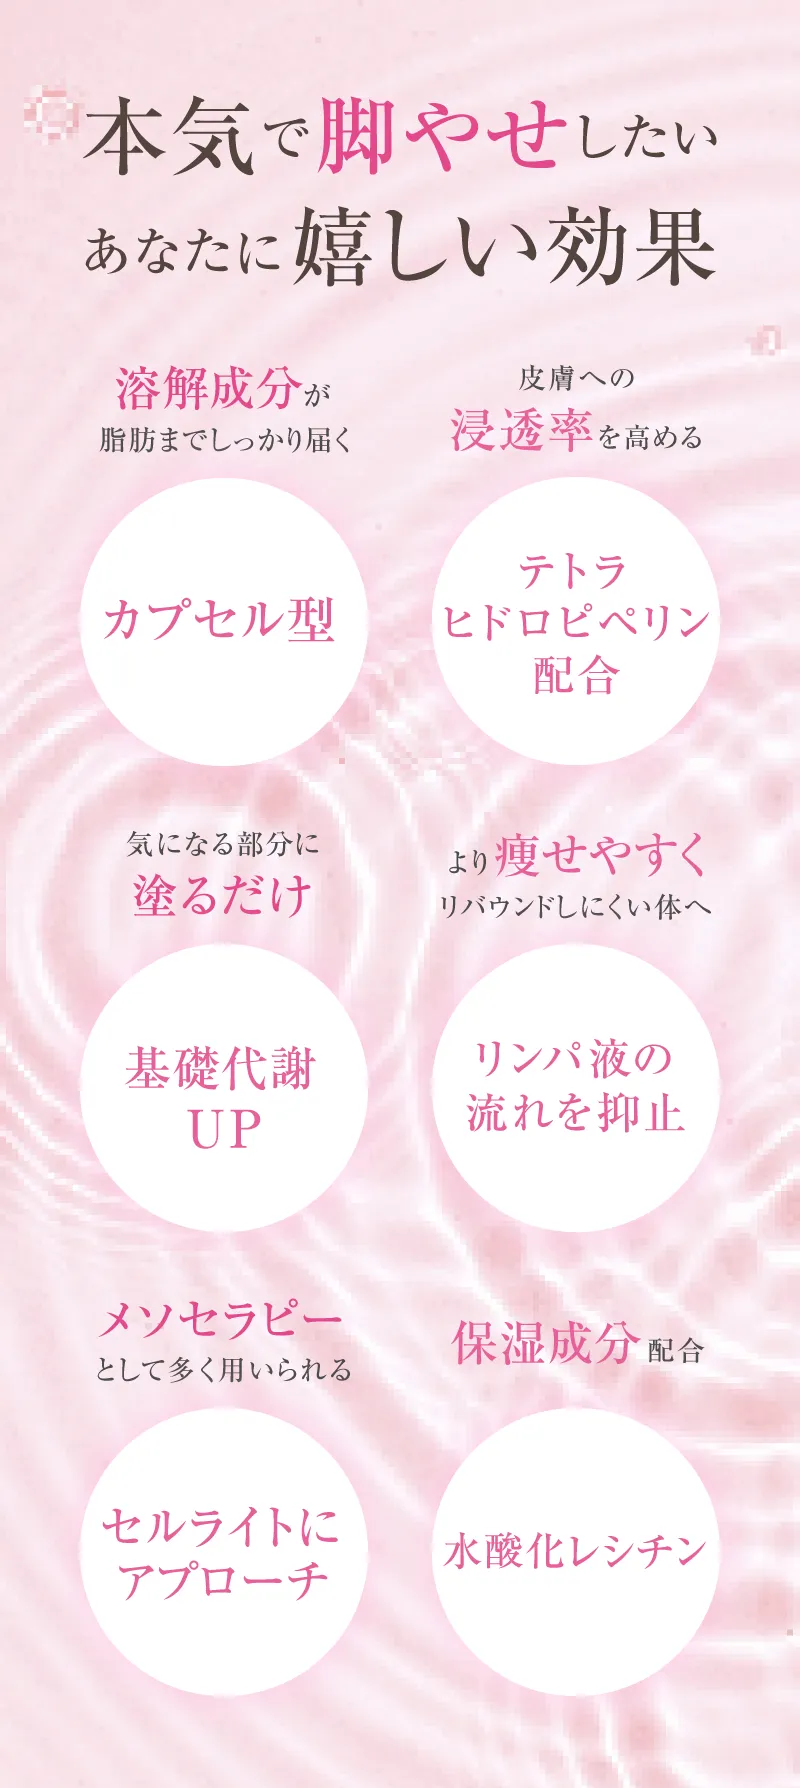 本気で脚やせしたい
あなたに嬉しい効果
溶解成分が
脂肪までしっかり届く
カプセル型
皮膚への
浸透率を高める
テトラ
ヒドロピペリン
配合
気になる部分に
塗るだけ
基礎代謝
UP
より痩せやすく
リバウンドしにくい体へ
リンパ液の
流れを抑止
メソセラピー
として多く用いられる
セルライトに
アプローチ
保湿成分配合
水酸化レシチン